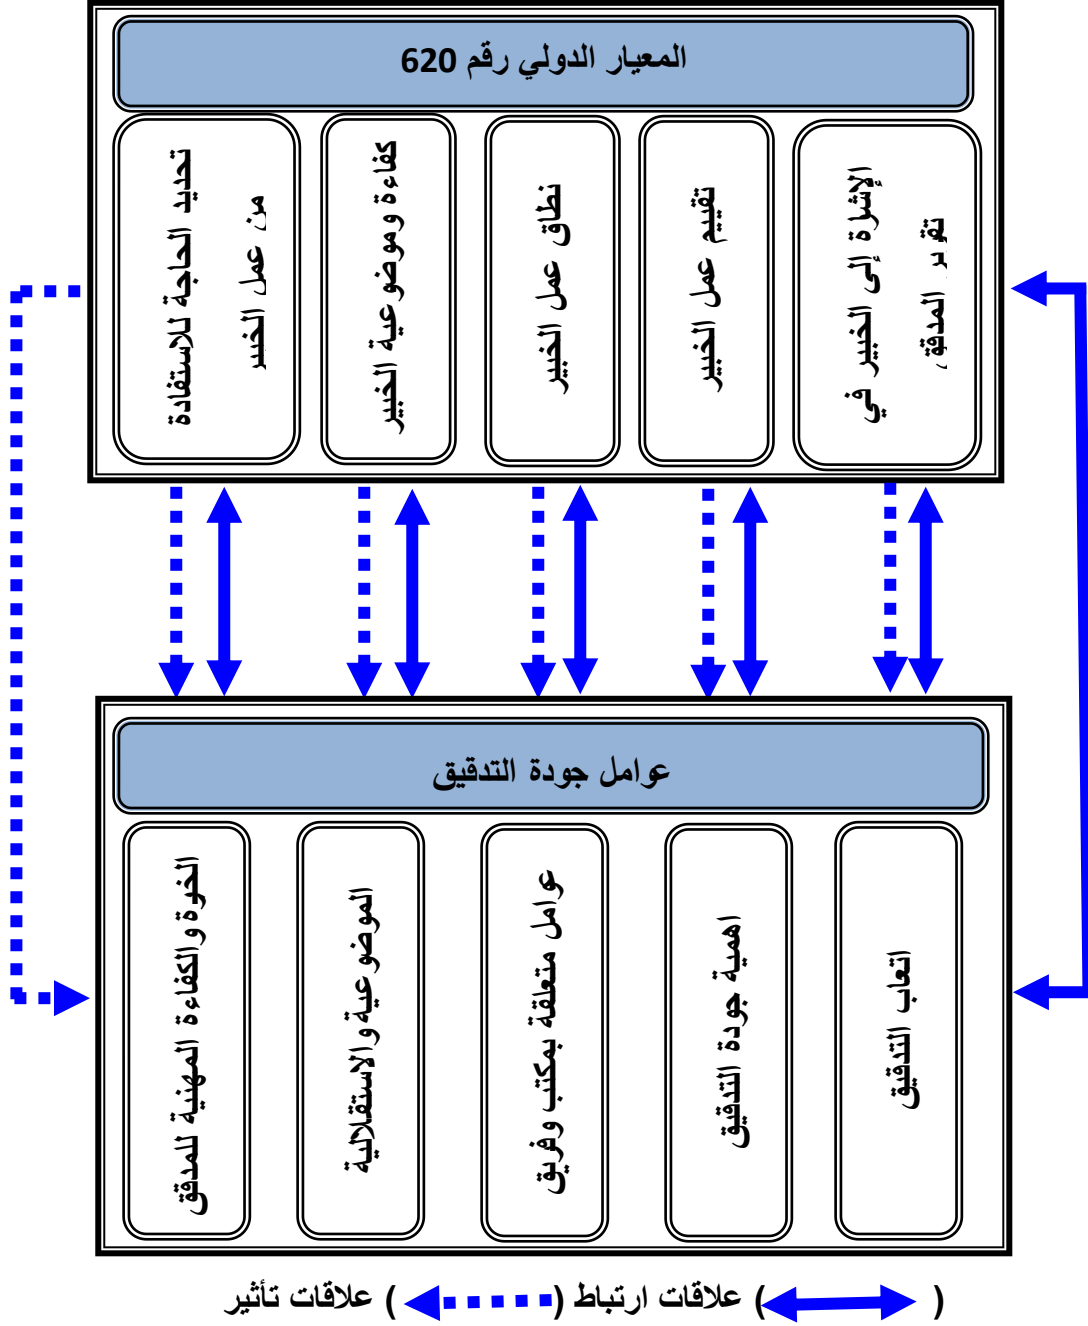 المعيار الدولي رقم 620
الإشارة إلى الخبير في
تقرير المدقق
تقييم عمل الخبير
نطاق عمل الخبير
كفاءة وموضوعية الخبير
تحديد الحاجة للاستفادة
من عمل الخبير
عوامل جودة التدقيق
اتعاب التدقيق
اهمية جودة التدقيق
عوامل متعلقة بمكتب وفريق
الموضوعية والاستقلالية
الخبرة والكفاءة المهنية للمدقق
( ) علاقات ارتباط ( ) علاقات تأثير